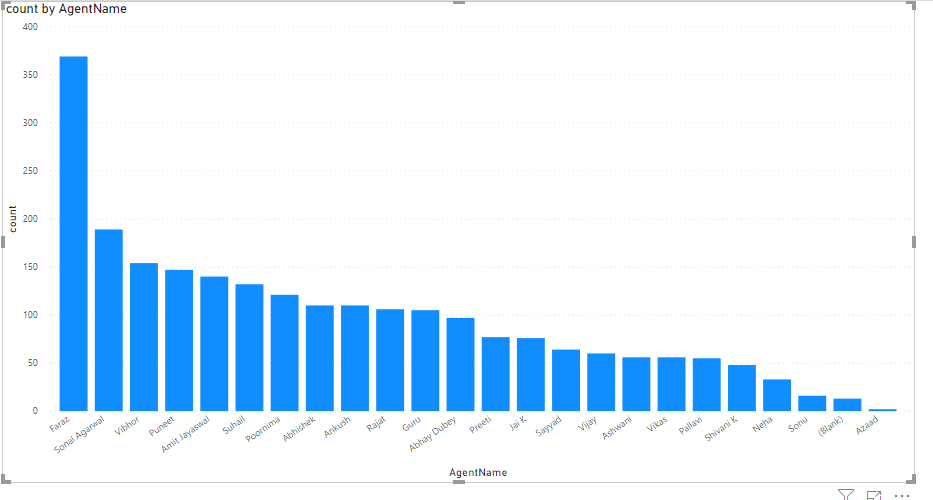 count by AgentName
400
350
300
250
200
150
100
50
0
count
Faraz
Sonal Agarwal
Vibhor
Puneet
Amit Jayaswal
Suhail
Poornima
Abhishek
Ankush
Rajat
Guru
Abhay Dubey
Preeti
Jai K
Sayyad
Vijay
Ashwani
Vikas
Pallavi
Shivani K
Neha
Sonu
(Blank)
Azaad
AgentName